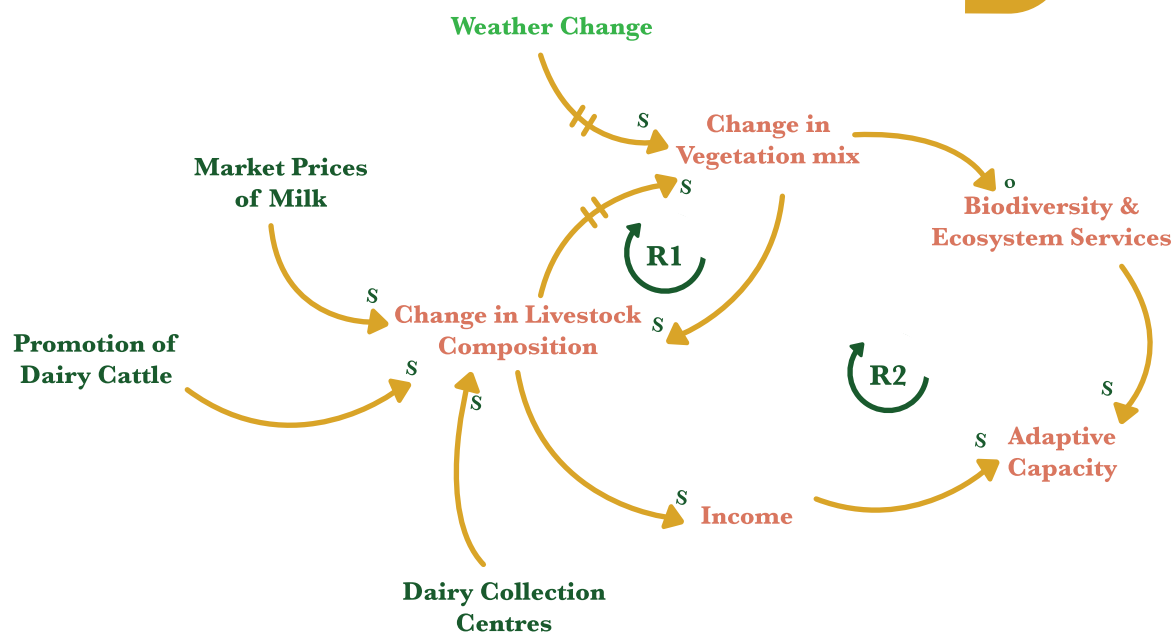 Weather Change
S
Change in
Vegetation mix
Market Prices
of Milk
S
o
Biodiversity &
Ecosystem Services
R1
S
Change in Livestock
Composition
S
Promotion of
Dairy Cattle
S
S
R2
S
Adaptive
Capacity
S
S
Income
Dairy Collection
Centres